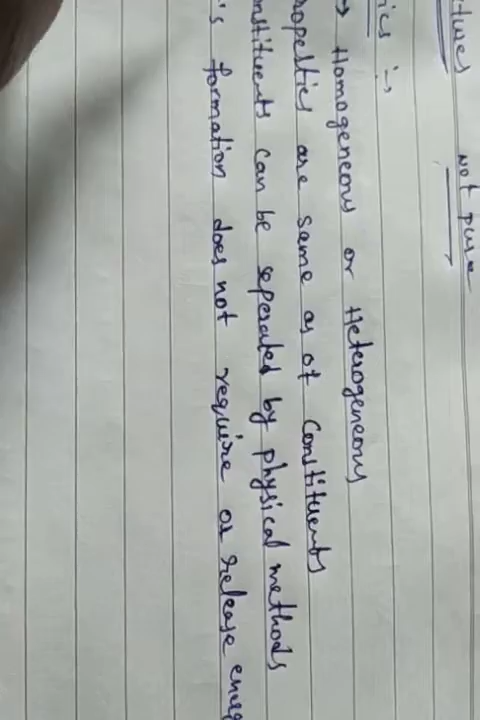 not pure
→ Homogeneous or Heterogeneous
are same as of Constituents
can be seperated by physical methods
formation does not require or release